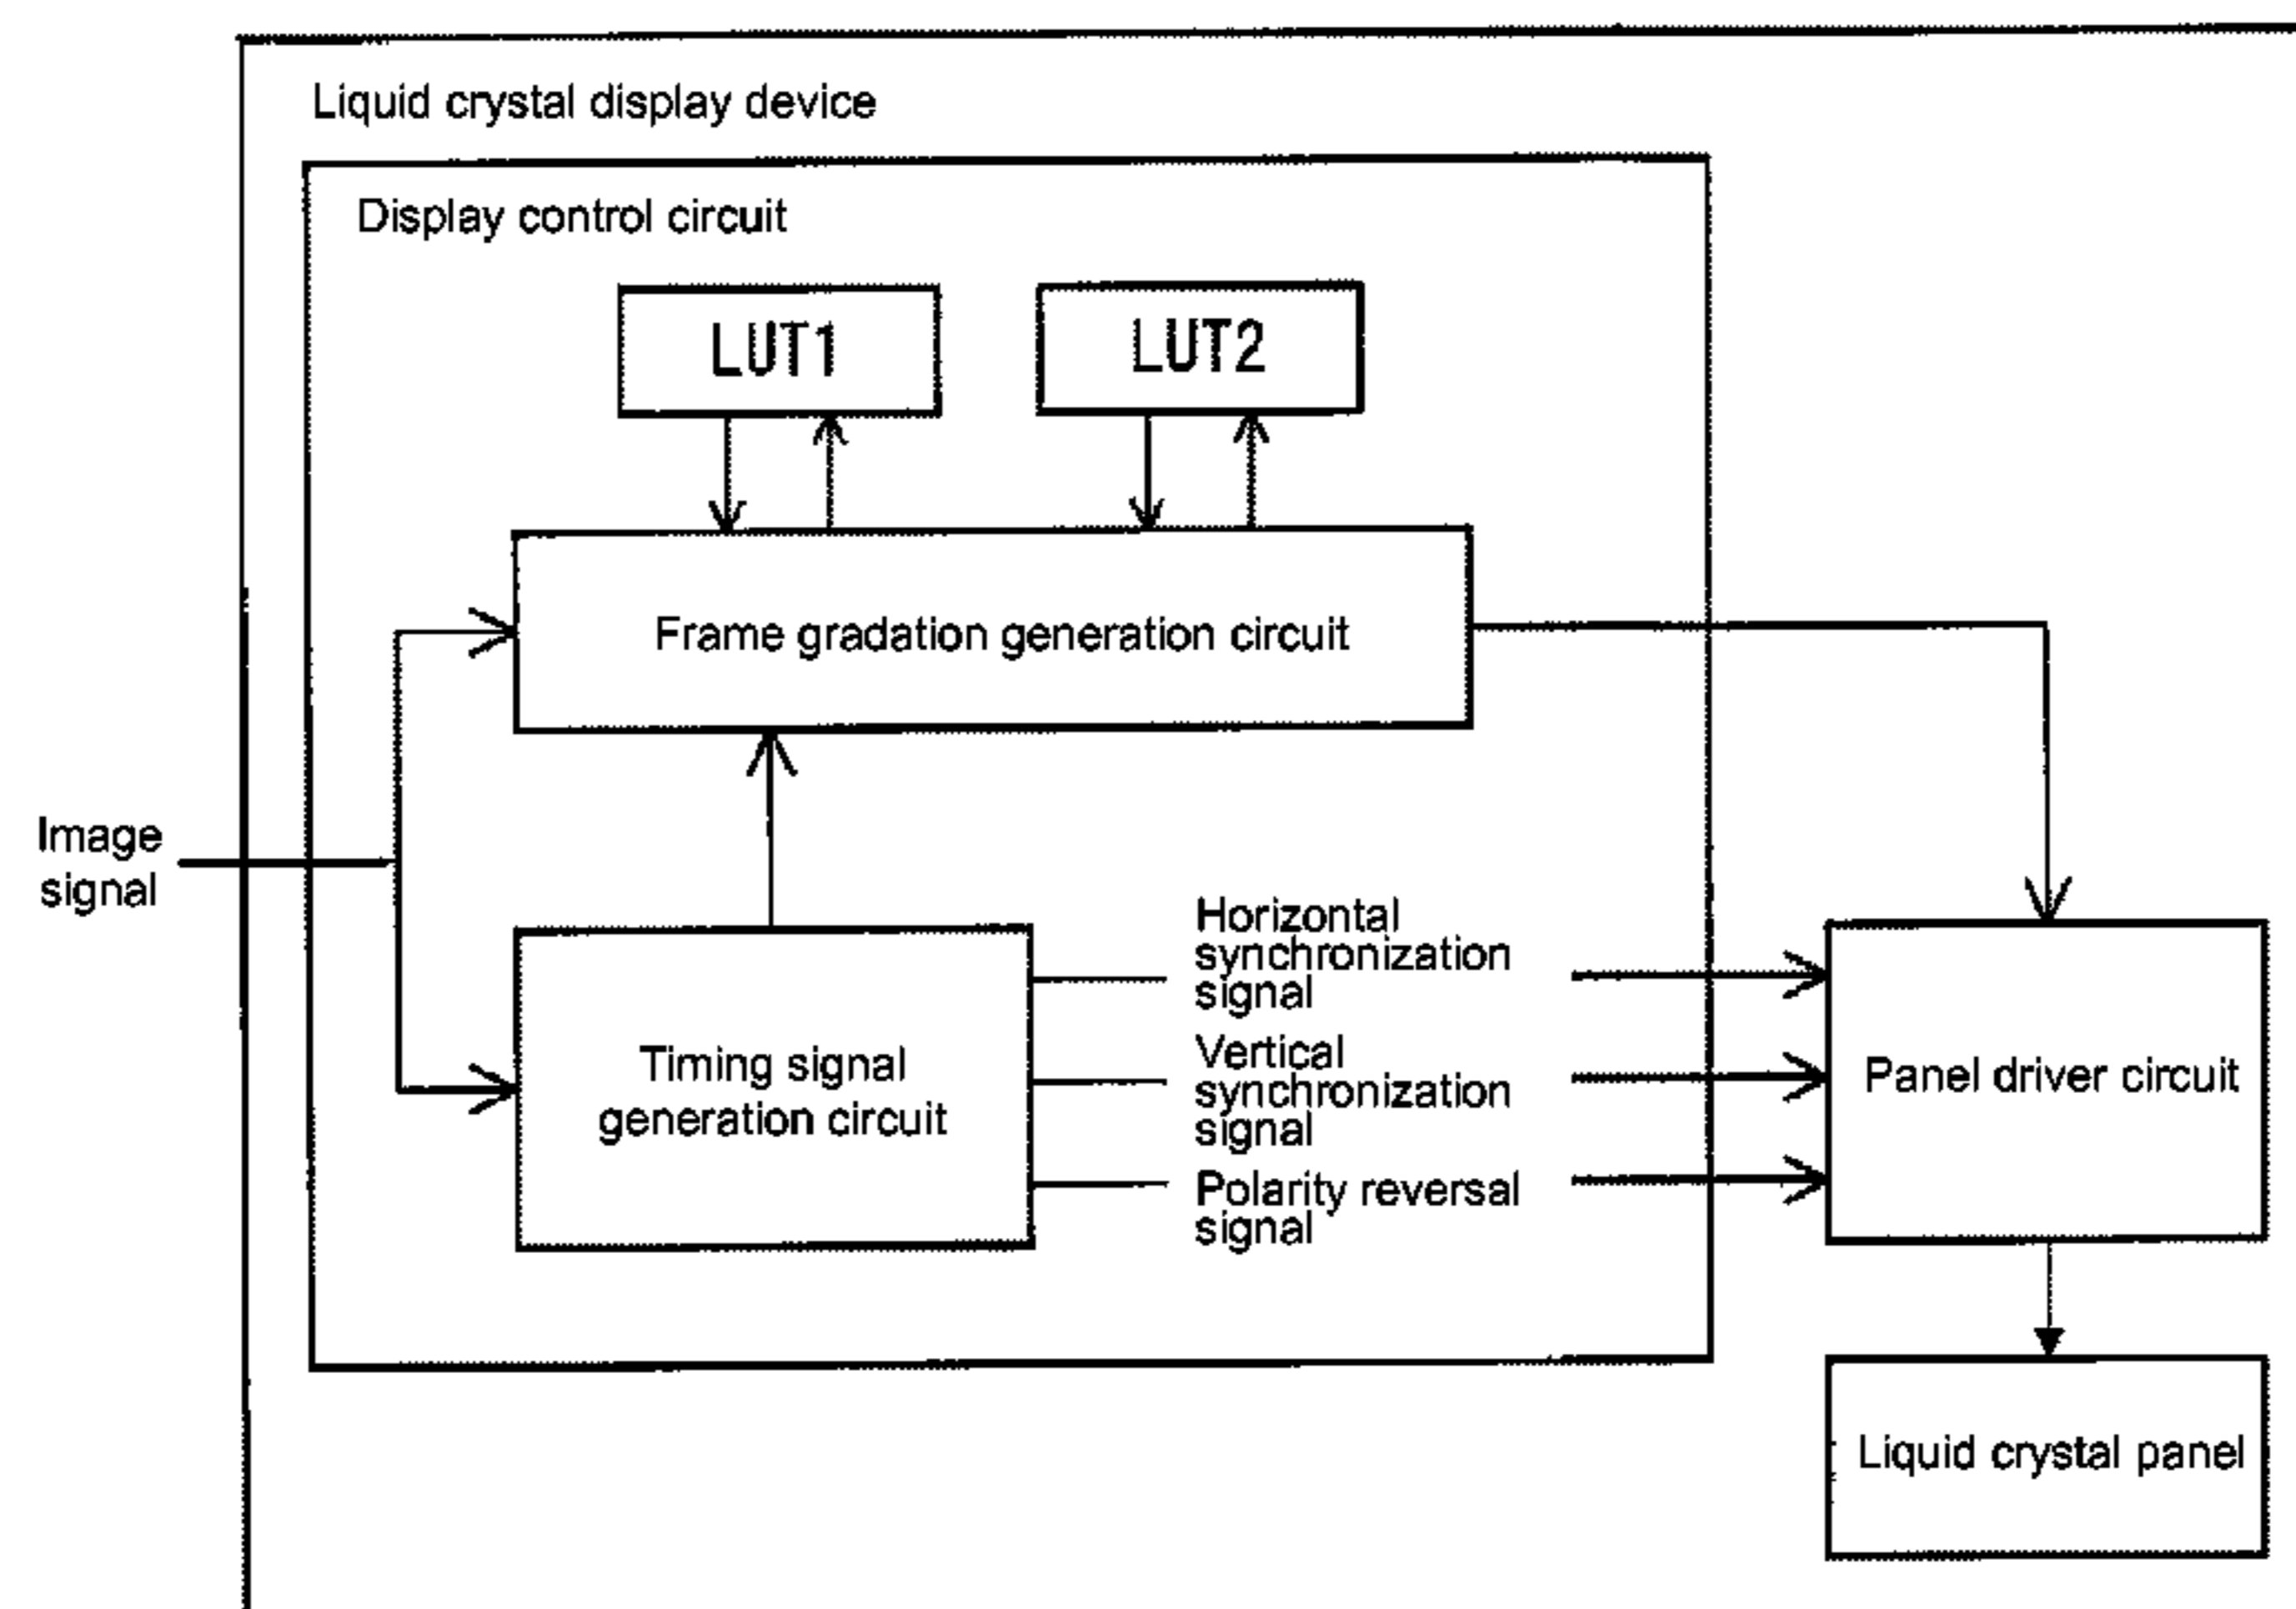 Liquid crystal display device
Display control circuit
LUT1
LUT2
Frame gradation generation circuit
Image
signal
Horizontal
synchronization
signal
Timing signal
generation circuit
Vertical
synchronization
signal
Panel driver circuit
Polarity reversal
signal
Liquid crystal panel